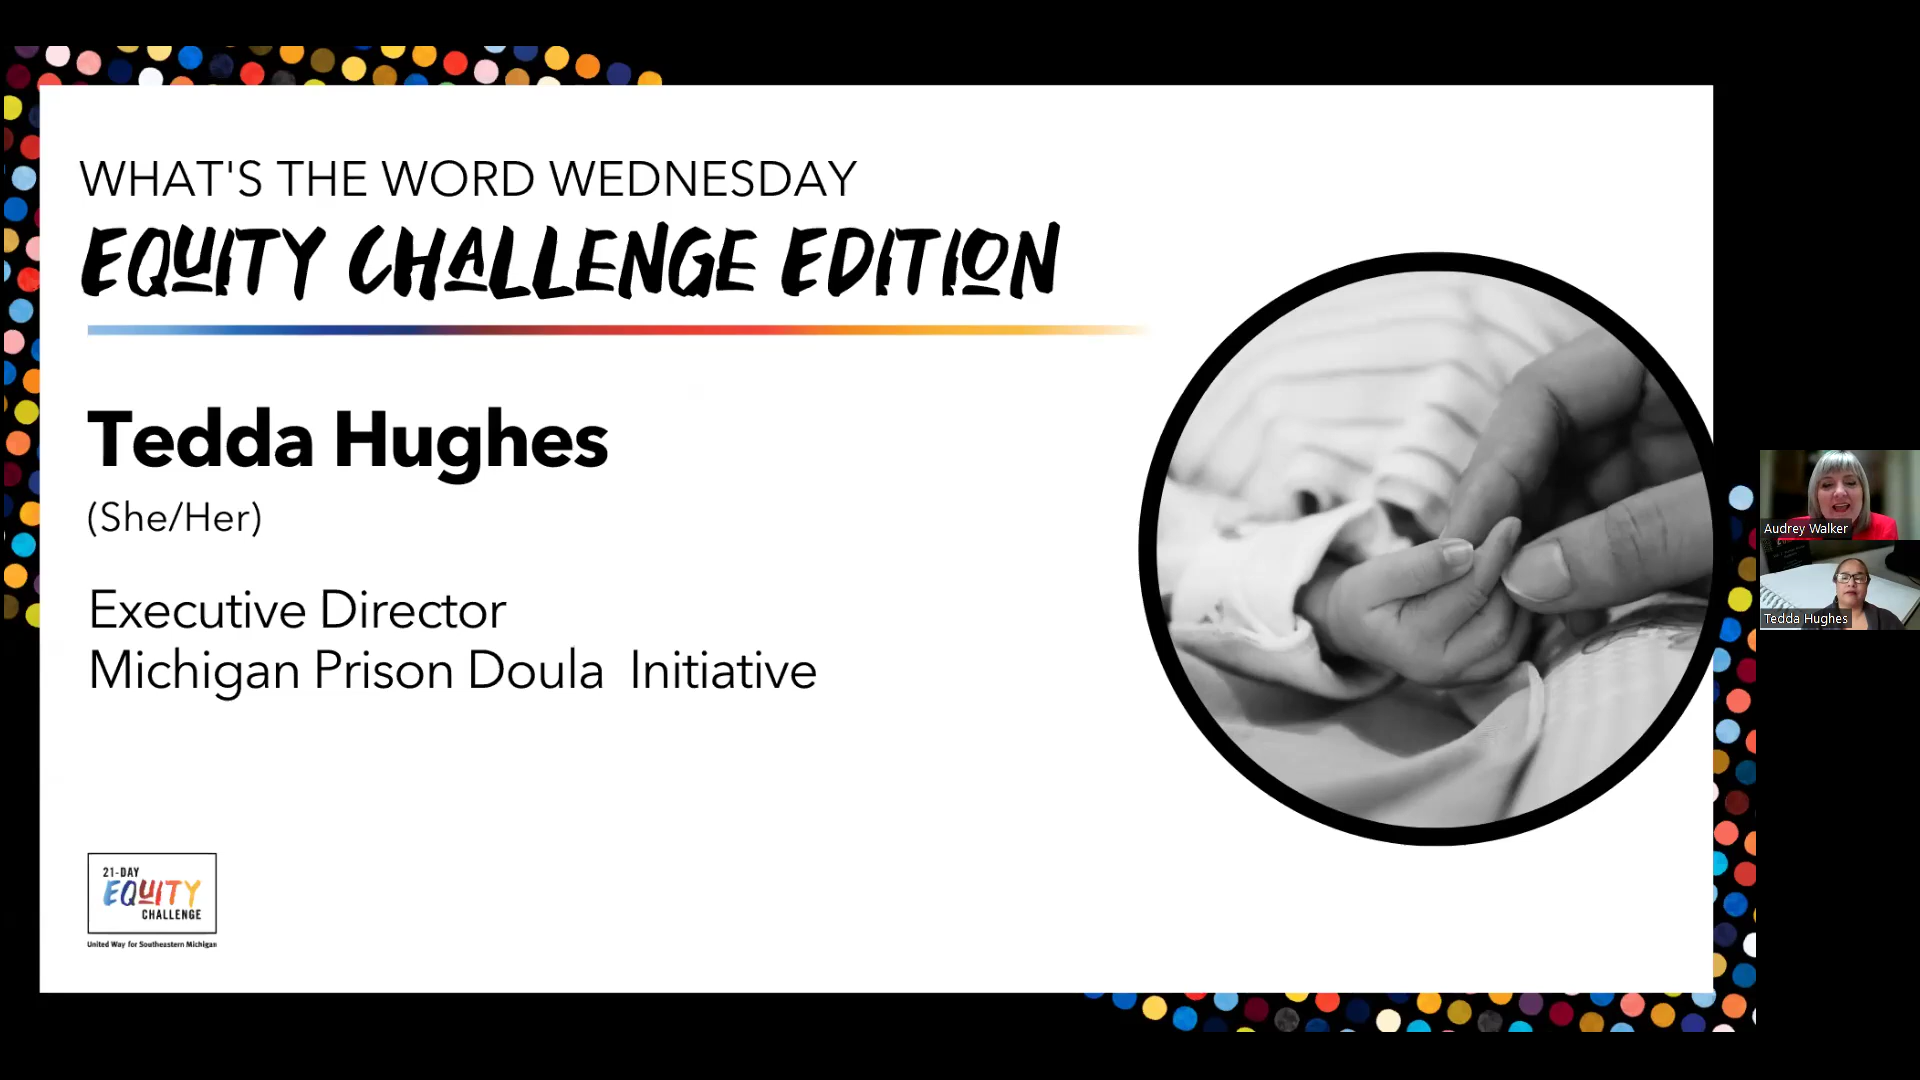 WHAT'S THE WORD WEDNESDAY
EQUITY CHALLENGE EDITION
Tedda Hughes
(She/Her)
Executive Director
Michigan Prison Doula Initiative
21-DAY
EQUITY
CHALLENGE
United Way for Southeastern Michigan
Audrey Walker
Tedda Hughes